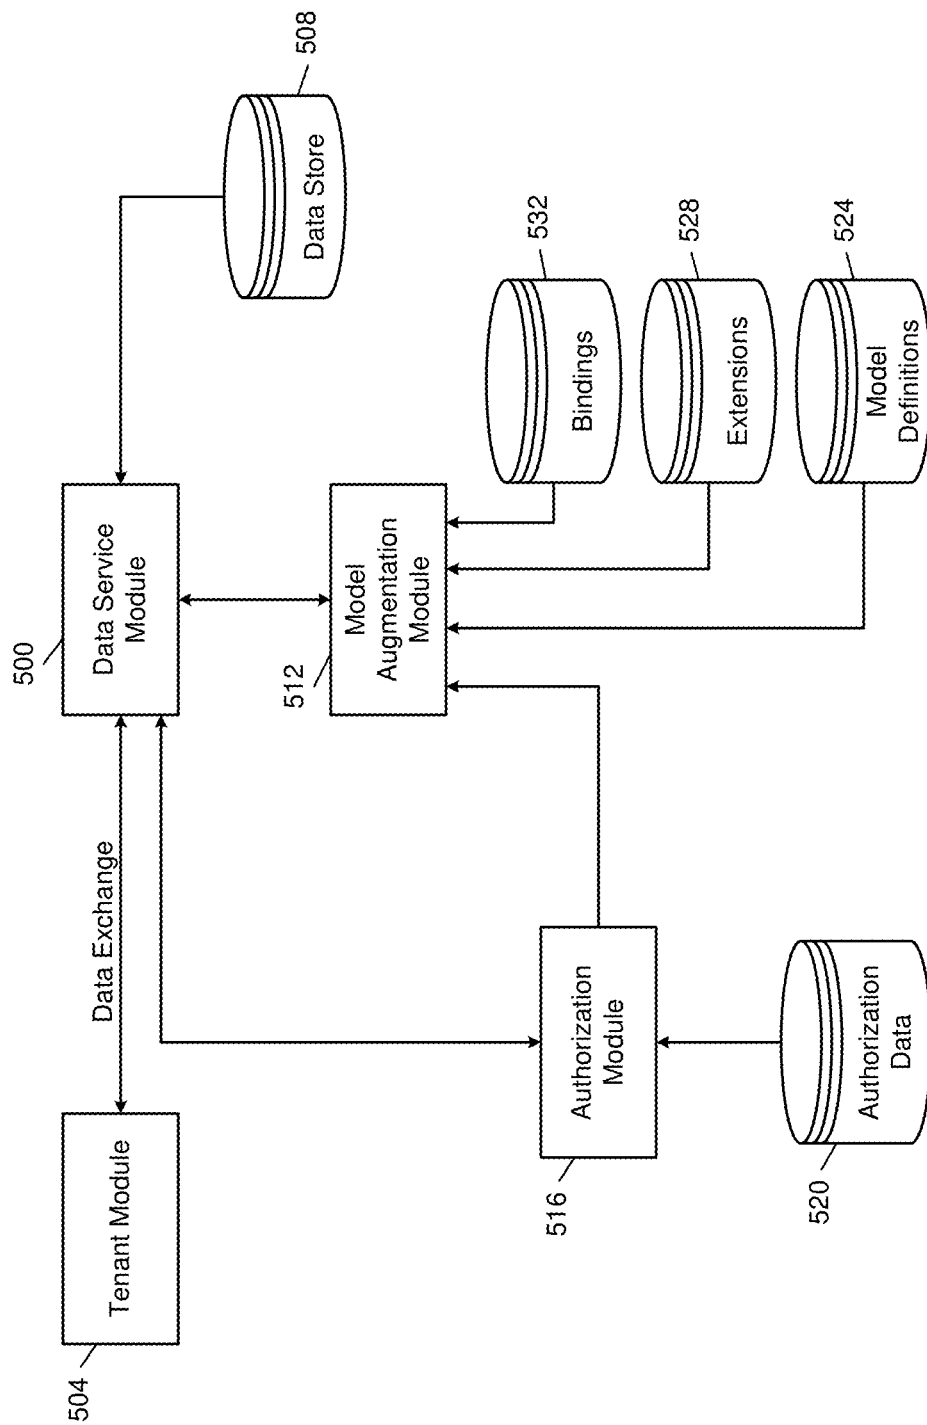 504
Tenant Module
Data Exchange
500
Data Service
Module
508
Data Store
512
Model
Augmentation
Module
516
Authorization
Module
532
Bindings
528
Extensions
524
Model
Definitions
520
Authorization
Data